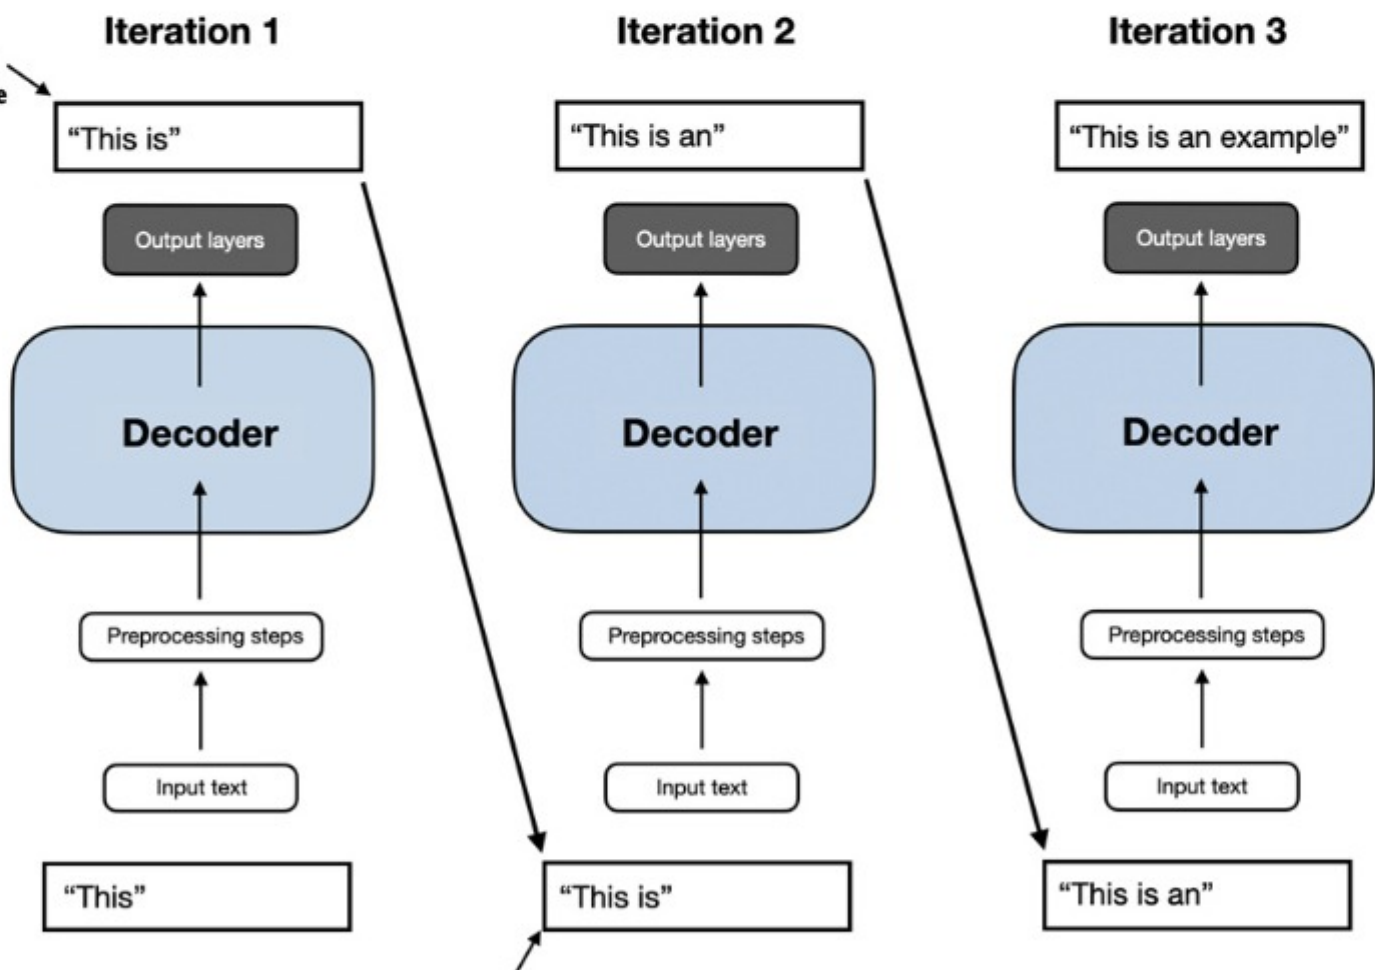 Iteration 1
Iteration 2
Iteration 3
e
“This is”
“This is an”
“This is an example”
Output layers
Output layers
Output layers
Decoder
Decoder
Decoder
Preprocessing steps
Preprocessing steps
Preprocessing steps
Input text
Input text
Input text
“This”
“This is”
“This is an”